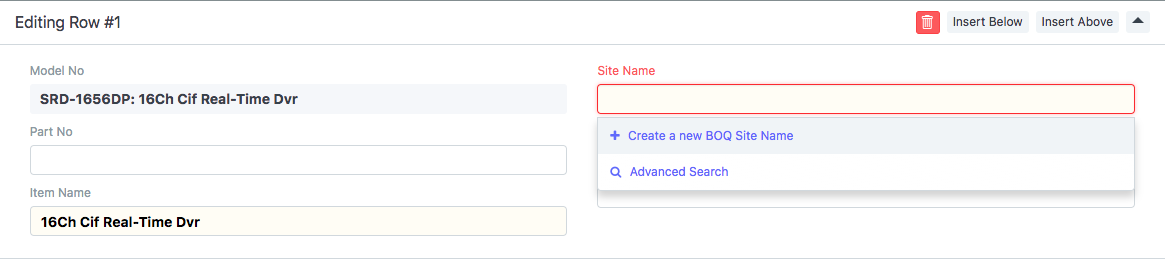 Editing Row #1
Insert Below
Insert Above
Model No
SRD-1656DP: 16Ch Cif Real-Time Dvr
Part No
Item Name
16Ch Cif Real-Time Dvr
Site Name
Create a new BOQ Site Name
Advanced Search